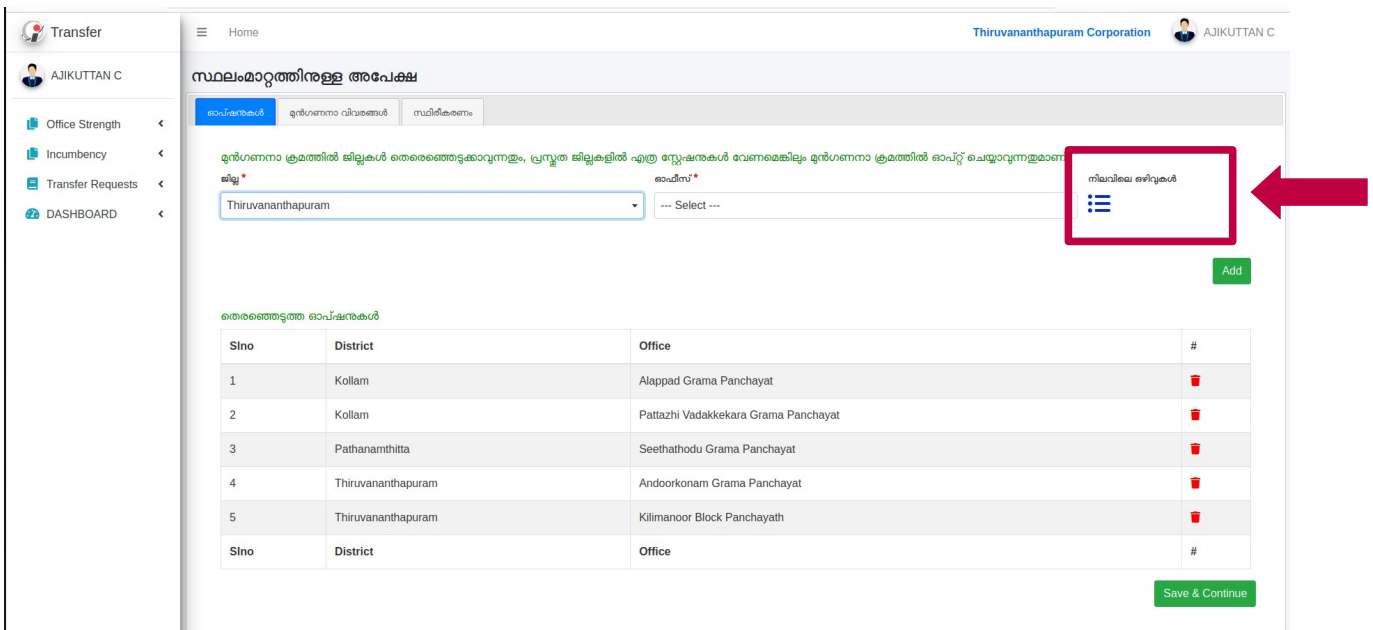 Transfer
Home
Thiruvananthapuram Corporation
AJIKUTTAN C
AJIKUTTAN C
Office Strength
Incumbency
Transfer Requests
DASHBOARD
സ്ഥലംമാറ്റത്തിനുള്ള അപേക്ഷ
ഓപ്ഷനുകൾ മുൻഗണനാ വിവരങ്ങൾ സ്ഥിരീകരണം
മുൻഗണനാ ക്രമത്തിൽ ജില്ലകൾ തെരെഞ്ഞെടുക്കാവുന്നതും, പ്രസ്തുത ജില്ലകളിൽ എത്ര സ്റ്റേഷനുകൾ വേണമെങ്കിലും മുൻഗണനാ ക്രമത്തിൽ ഓപ്റ്റ് ചെയ്യാവുന്നതുമാണ
ജില്ല * ഓഫീസ് * നിലവിലെ ഒഴിവുകൾ
Thiruvananthapuram --- Select ---
Add
തെരഞ്ഞെടുത്ത ഓപ്ഷനുകൾ
Slno District Office #
1 Kollam Alappad Grama Panchayat
2 Kollam Pattazhi Vadakkekara Grama Panchayat
3 Pathanamthitta Seethathodu Grama Panchayat
4 Thiruvananthapuram Andoorkonam Grama Panchayat
5 Thiruvananthapuram Kilimanoor Block Panchayath
Slno District Office #
Save & Continue